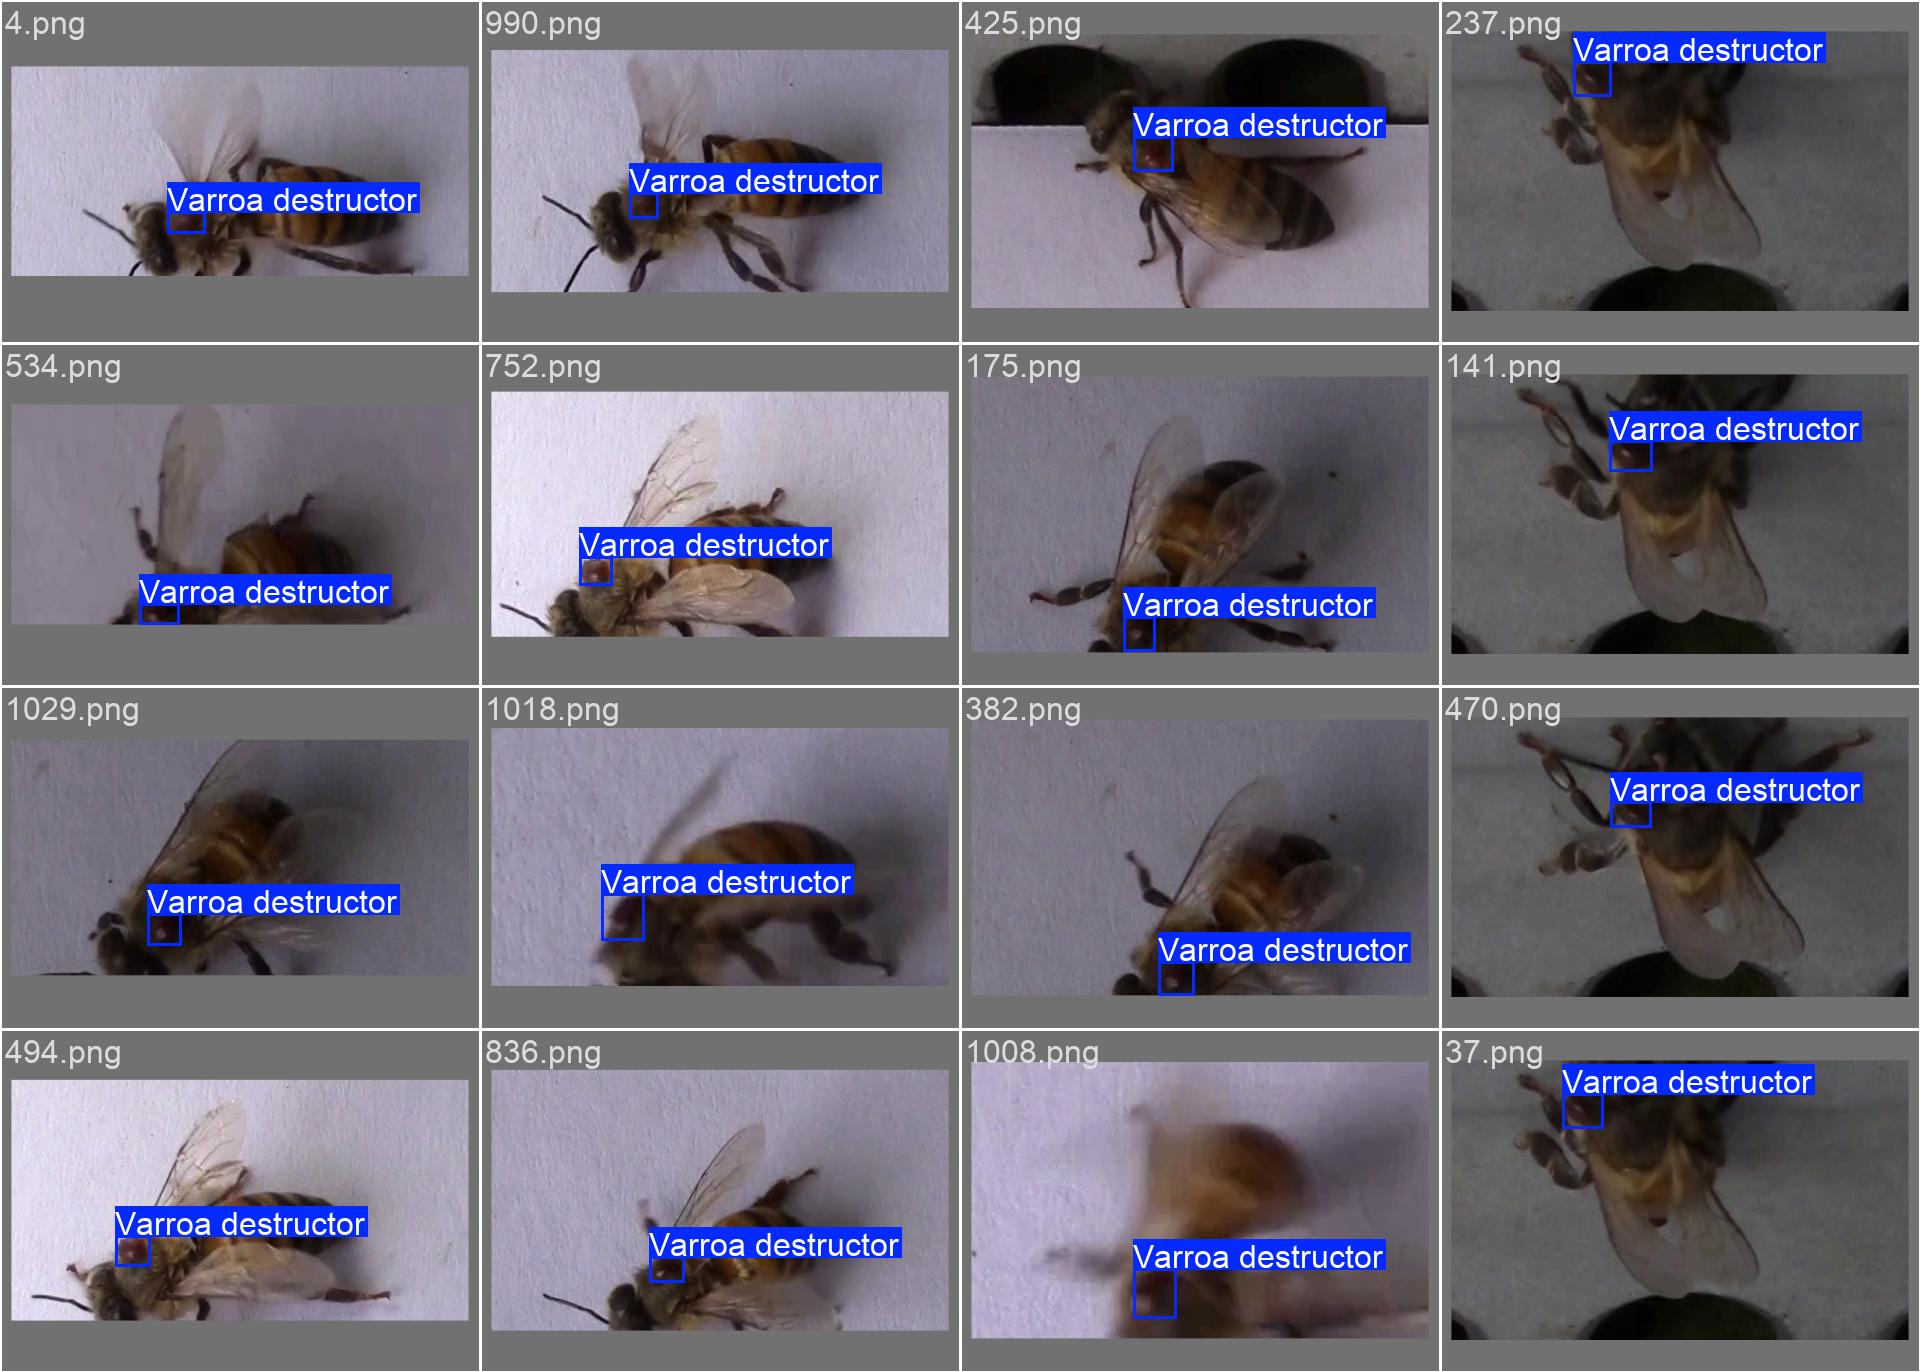 4.png
990.png
425.png
237.png
Varroa destructor
Varroa destructor
Varroa destructor
Varroa destructor
534.png
752.png
175.png
141.png
Varroa destructor
Varroa destructor
Varroa destructor
Varroa destructor
1029.png
1018.png
382.png
470.png
Varroa destructor
Varroa destructor
Varroa destructor
Varroa destructor
494.png
836.png
1008.png
37.png
Varroa destructor
Varroa destructor
Varroa destructor
Varroa destructor